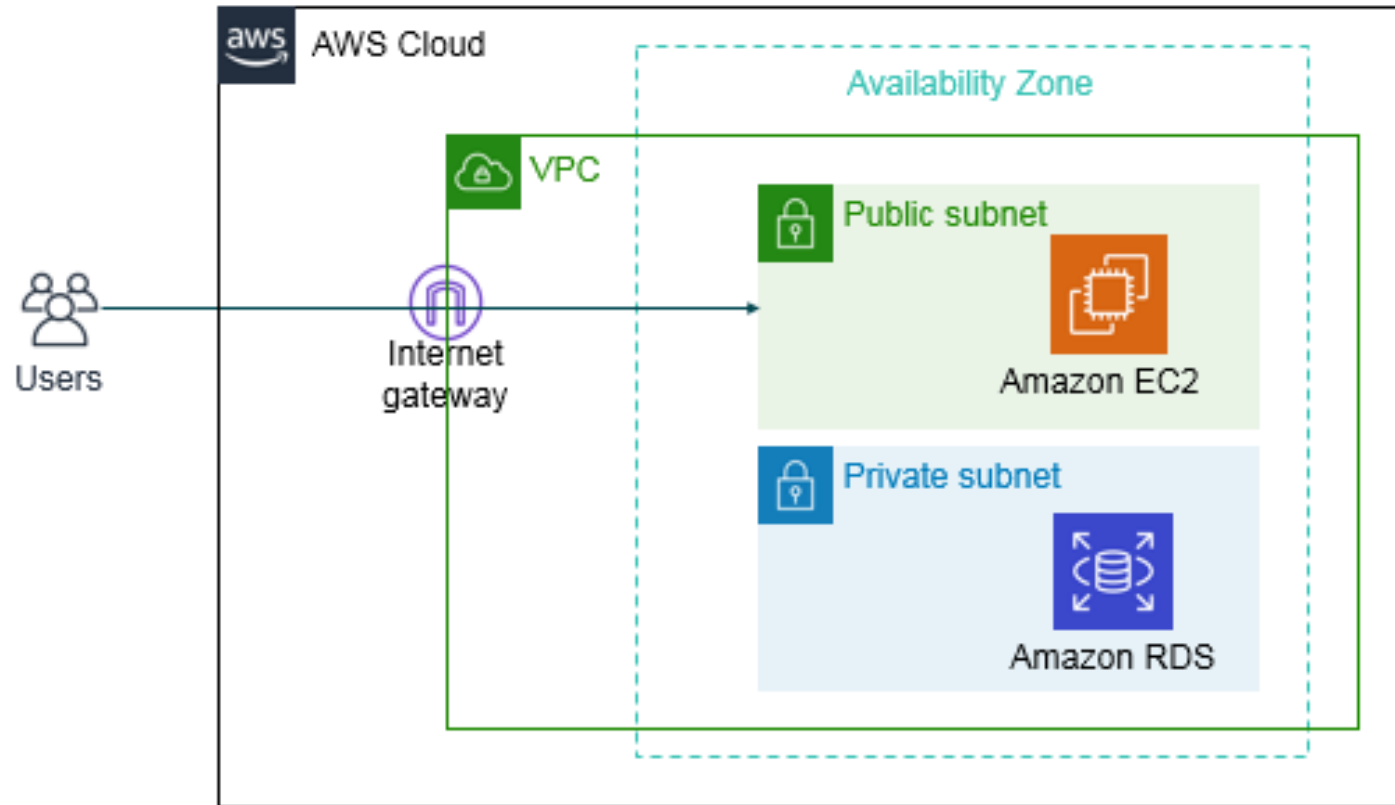 aws
AWS Cloud
Availability Zone
VPC
Public subnet
Amazon EC2
Users
Internet
gateway
Private subnet
Amazon RDS